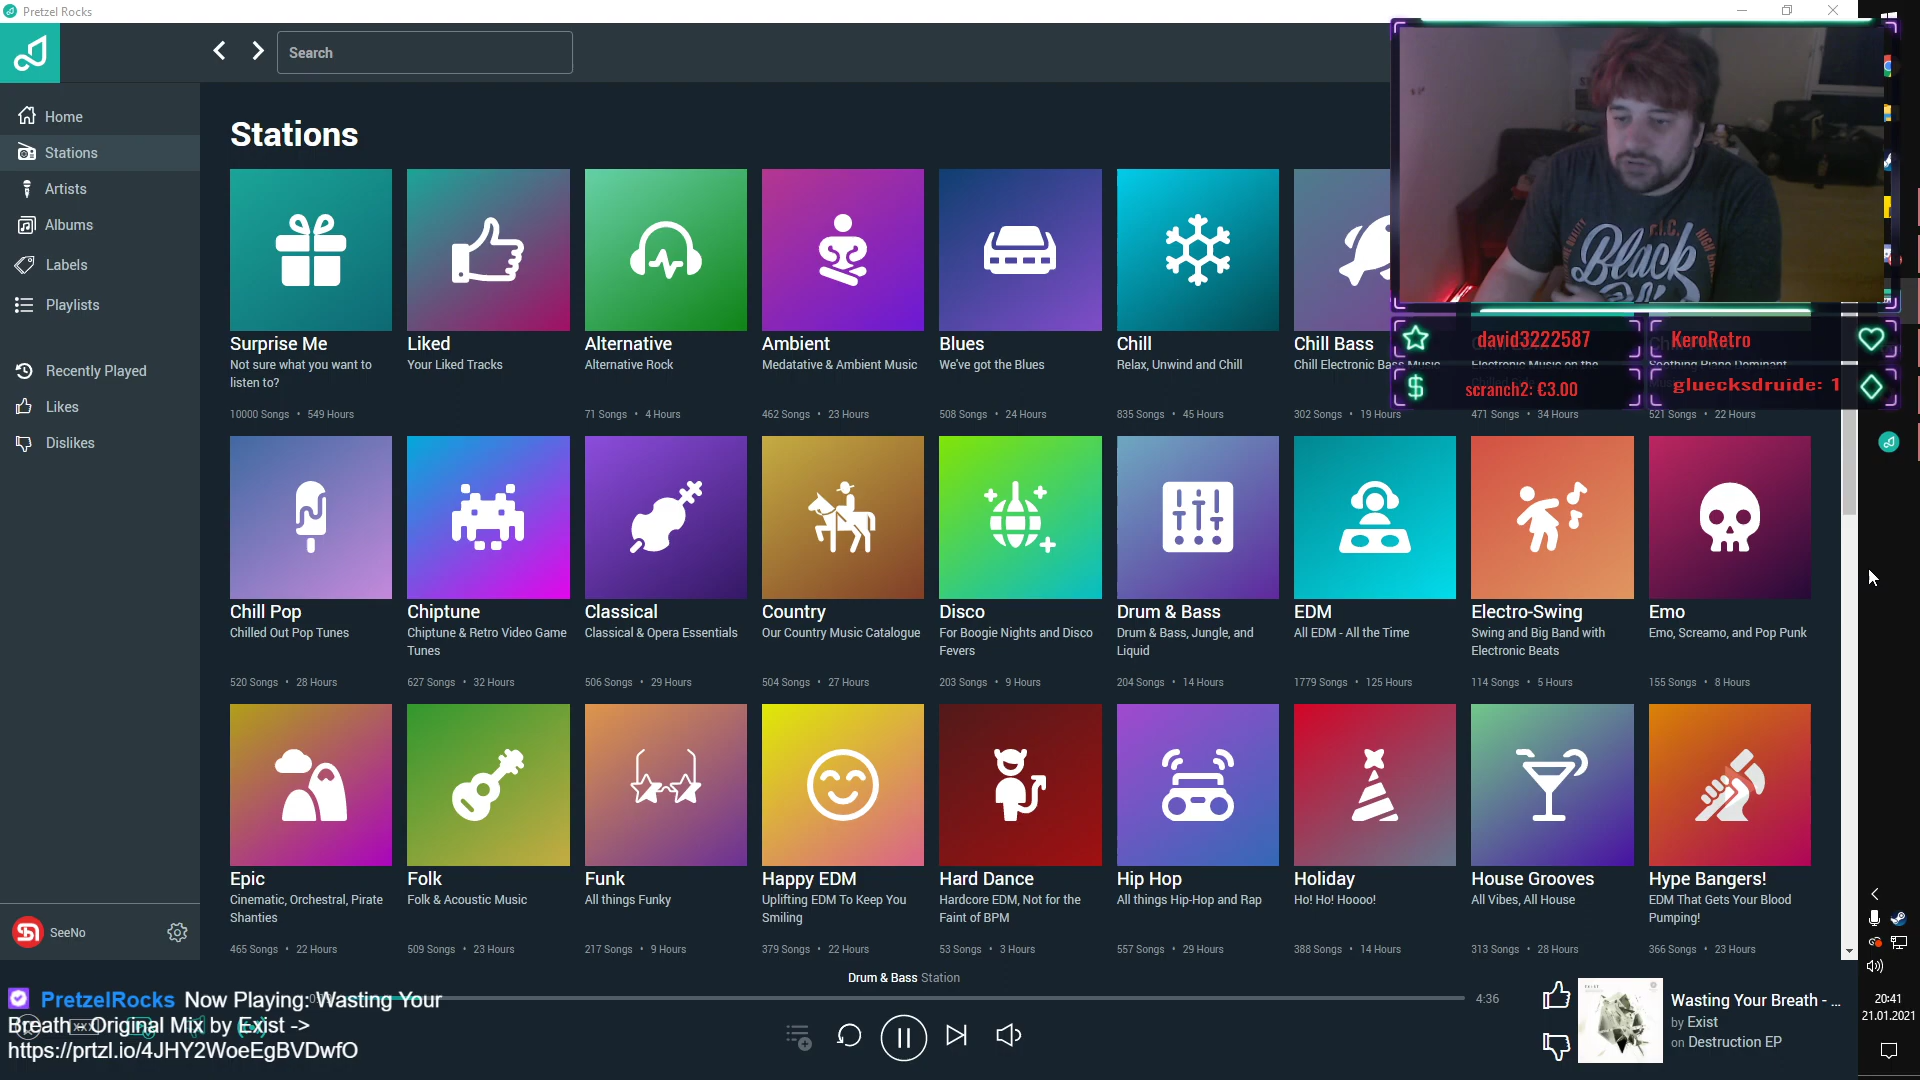 Pretzel Rocks
Search
Home
Stations
Artists
Albums
Labels
Playlists
Recently Played
Likes
Dislikes
SeeNo
Stations
Surprise Me
Not sure what you want to
listen to?
10000 Songs • 549 Hours
Liked
Your Liked Tracks
Alternative
Alternative Rock
71 Songs • 4 Hours
Ambient
Medatative & Ambient Music
462 Songs • 23 Hours
Blues
We've got the Blues
508 Songs • 24 Hours
Chill
Relax, Unwind and Chill
835 Songs • 45 Hours
Chill Bass
Chill Electronic Bass Music
302 Songs • 19 Hours
Electronic Music on the
471 Songs • 34 Hours
Soothing Piano Dominant
521 Songs • 22 Hours
Black
david3222587
KeroRetro
scranch2: €3.00
gluecksdruide: 1
Chill Pop
Chilled Out Pop Tunes
520 Songs • 28 Hours
Chiptune
Chiptune & Retro Video Game
Tunes
627 Songs • 32 Hours
Classical
Classical & Opera Essentials
506 Songs • 29 Hours
Country
Our Country Music Catalogue
504 Songs • 27 Hours
Disco
For Boogie Nights and Disco
Fevers
203 Songs • 9 Hours
Drum & Bass
Drum & Bass, Jungle, and
Liquid
204 Songs • 14 Hours
EDM
All EDM - All the Time
1779 Songs • 125 Hours
Electro-Swing
Swing and Big Band with
Electronic Beats
114 Songs • 5 Hours
Emo
Emo, Screamo, and Pop Punk
155 Songs • 8 Hours
Epic
Cinematic, Orchestral, Pirate
Shanties
465 Songs • 22 Hours
Folk
Folk & Acoustic Music
509 Songs • 23 Hours
Funk
All things Funky
217 Songs • 9 Hours
Happy EDM
Uplifting EDM To Keep You
Smiling
379 Songs • 22 Hours
Hard Dance
Hardcore EDM, Not for the
Faint of BPM
53 Songs • 3 Hours
Hip Hop
All things Hip-Hop and Rap
557 Songs • 29 Hours
Holiday
Ho! Ho! Hoooo!
388 Songs • 14 Hours
House Grooves
All Vibes, All House
313 Songs • 28 Hours
Hype Bangers!
EDM That Gets Your Blood
Pumping!
366 Songs • 23 Hours
Drum & Bass Station
4:36
PretzelRocks Now Playing: Wasting Your
Breath - Original Mix by Exist ->
https://prtzl.io/4JHY2WoeEgBVDwfO
Wasting Your Breath - ...
by Exist
on Destruction EP
20:41
21.01.2021